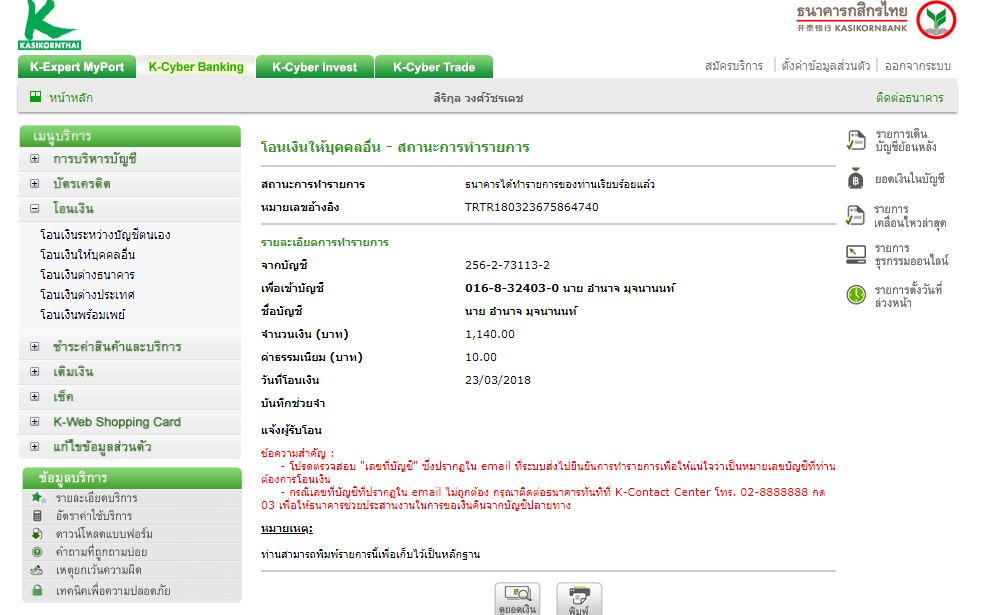 KASIKORNTHAI
ธนาคารกสิกรไทย
开泰银行 KASIKORNBANK
K-Expert MyPort
K-Cyber Banking
K-Cyber Invest
K-Cyber Trade
สมัครบริการ | ตั้งค่าข้อมูลส่วนตัว | ออกจากระบบ
หน้าหลัก
สิริกุล วงศ์วัชรเดช
ติดต่อธนาคาร
เมนูบริการ
การบริหารบัญชี
บัตรเครดิต
โอนเงิน
โอนเงินระหว่างบัญชีตนเอง
โอนเงินให้บุคคลอื่น
โอนเงินต่างธนาคาร
โอนเงินต่างประเทศ
โอนเงินพร้อมเพย์
ชำระค่าสินค้าและบริการ
เติมเงิน
เช็ค
K-Web Shopping Card
แก้ไขข้อมูลส่วนตัว
ข้อมูลบริการ
รายละเอียดบริการ
อัตราค่าใช้บริการ
ดาวน์โหลดแบบฟอร์ม
คำถามที่ถูกถามบ่อย
เหตุยกเว้นความผิด
เทคนิคเพื่อความปลอดภัย
โอนเงินให้บุคคลอื่น - สถานะการทำรายการ
สถานะการทำรายการ ธนาคารได้ทำรายการของท่านเรียบร้อยแล้ว
หมายเลขอ้างอิง TRTR180323675864740
รายละเอียดการทำรายการ
จากบัญชี 256-2-73113-2
เพื่อเข้าบัญชี 016-8-32403-0 นาย อำนาจ มุจนานนท์
ชื่อบัญชี นาย อำนาจ มุจนานนท์
จำนวนเงิน (บาท) 1,140.00
ค่าธรรมเนียม (บาท) 10.00
วันที่โอนเงิน 23/03/2018
บันทึกช่วยจำ
แจ้งผู้รับโอน
ข้อความสำคัญ :
- โปรดตรวจสอบ "เลขที่บัญชี" ซึ่งปรากฏใน email ที่ระบบส่งไปยืนยันการทำรายการเพื่อให้แน่ใจว่าเป็นหมายเลขบัญชีที่ท่าน
ต้องการโอนเงิน
- กรณีเลขที่บัญชีที่ปรากฏใน email ไม่ถูกต้อง กรุณาติดต่อธนาคารทันทีที่ K-Contact Center โทร. 02-8888888 กด
03 เพื่อให้ธนาคารช่วยประสานงานในการขอเงินคืนจากบัญชีปลายทาง
หมายเหตุ:
ท่านสามารถพิมพ์รายการนี้เพื่อเก็บไว้เป็นหลักฐาน
ดูยอดเงิน
พิมพ์
รายการเดิน
บัญชีย้อนหลัง
ยอดเงินในบัญชี
รายการ
เคลื่อนไหวล่าสุด
รายการ
ธุรกรรมออนไลน์
รายการตั้งวันที่
ล่วงหน้า